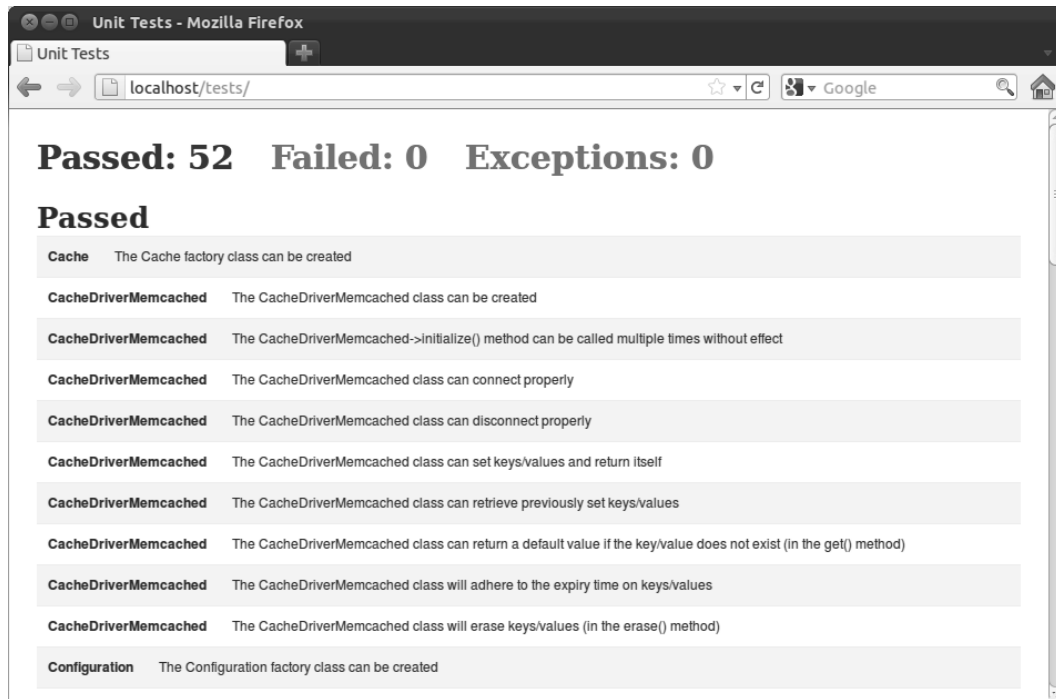 Unit Tests - Mozilla Firefox
Unit Tests
localhost/tests/
Google
Passed: 52 Failed: 0 Exceptions: 0
Passed
Cache The Cache factory class can be created
CacheDriverMemcached The CacheDriverMemcached class can be created
CacheDriverMemcached The CacheDriverMemcached->initialize() method can be called multiple times without effect
CacheDriverMemcached The CacheDriverMemcached class can connect properly
CacheDriverMemcached The CacheDriverMemcached class can disconnect properly
CacheDriverMemcached The CacheDriverMemcached class can set keys/values and return itself
CacheDriverMemcached The CacheDriverMemcached class can retrieve previously set keys/values
CacheDriverMemcached The CacheDriverMemcached class can return a default value if the key/value does not exist (in the get() method)
CacheDriverMemcached The CacheDriverMemcached class will adhere to the expiry time on keys/values
CacheDriverMemcached The CacheDriverMemcached class will erase keys/values (in the erase() method)
Configuration The Configuration factory class can be created